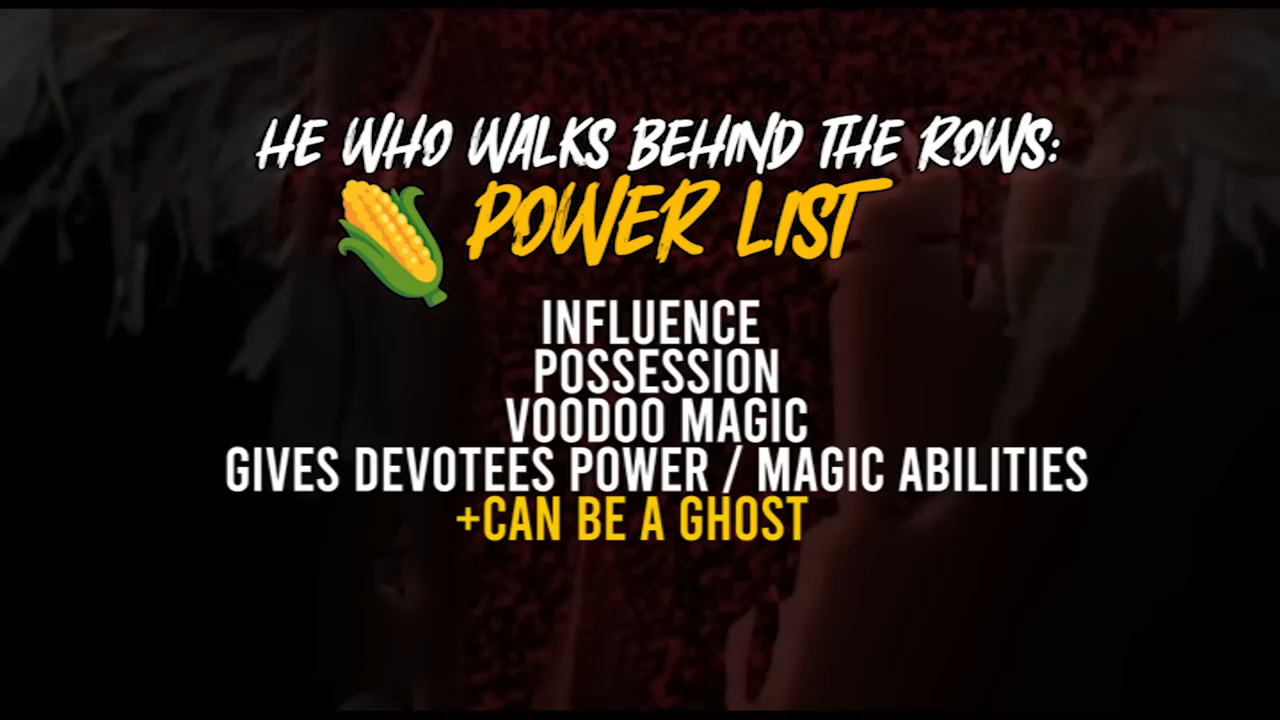 HE WHO WALKS BEHIND THE ROWS:
POWER LIST
INFLUENCE
POSSESSION
VOODOO MAGIC
GIVES DEVOTEES POWER / MAGIC ABILITIES
+CAN BE A GHOST